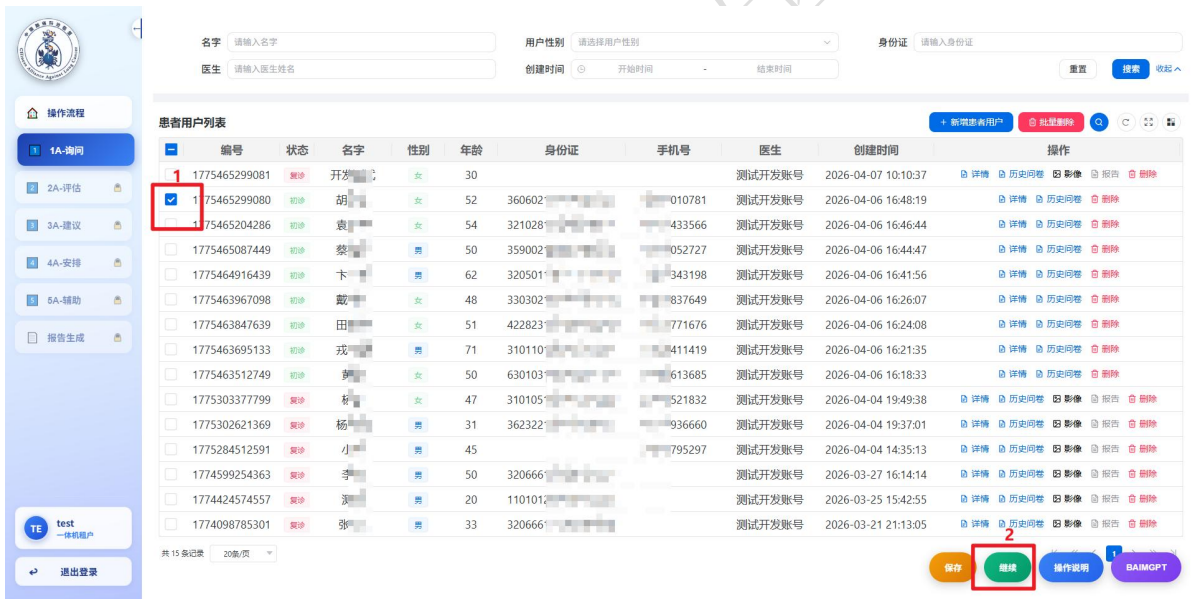 名字 请输入名字 用户性别 请选择用户性别 身份证 请输入身份证
医生 请输入医生姓名 创建时间 开始时间 - 结束时间 重置 搜索 收起
操作流程
1 1A-询问
2 2A-评估
3 3A-建议
4 4A-安排
5 5A-辅助
报告生成
TE test
一体机租户
退出登录
患者用户列表 + 新增患者用户 批量删除
编号 状态 名字 性别 年龄 身份证 手机号 医生 创建时间 操作
1 1775465299081 复诊 开发 女 30 测试开发账号 2026-04-07 10:10:37 详情 历史问卷 影像 报告 删除
1775465299080 初诊 胡 女 52 360602 010781 测试开发账号 2026-04-06 16:48:19 详情 历史问卷 删除
1775465204286 初诊 袁 女 54 321028 433566 测试开发账号 2026-04-06 16:46:44 详情 历史问卷 删除
1775465087449 初诊 蔡 男 50 359002 052727 测试开发账号 2026-04-06 16:44:47 详情 历史问卷 删除
1775464916439 初诊 卞 男 62 320501 343198 测试开发账号 2026-04-06 16:41:56 详情 历史问卷 删除
1775463967098 初诊 戴 女 48 330302 837649 测试开发账号 2026-04-06 16:26:07 详情 历史问卷 删除
1775463847639 初诊 田 女 51 422823 771676 测试开发账号 2026-04-06 16:24:08 详情 历史问卷 删除
1775463695133 初诊 戎 男 71 310110 411419 测试开发账号 2026-04-06 16:21:35 详情 历史问卷 删除
1775463512749 初诊 黄 女 50 630103 613685 测试开发账号 2026-04-06 16:18:33 详情 历史问卷 删除
1775303377799 复诊 杨 女 47 310105 521832 测试开发账号 2026-04-04 19:49:38 详情 历史问卷 影像 报告 删除
1775302621369 复诊 杨 男 31 362322 936660 测试开发账号 2026-04-04 19:37:01 详情 历史问卷 影像 报告 删除
1775284512591 复诊 小 男 45 795297 测试开发账号 2026-04-04 14:35:13 详情 历史问卷 影像 报告 删除
1774599254363 复诊 李 男 50 320666 测试开发账号 2026-03-27 16:14:14 详情 历史问卷 影像 报告 删除
1774424574557 复诊 测 男 20 110101 测试开发账号 2026-03-25 15:42:55 详情 历史问卷 影像 报告 删除
1774098785301 复诊 张 男 33 320666 测试开发账号 2026-03-21 21:13:05 详情 历史问卷 影像 报告 删除
2
共 15 条记录 20条/页 1
保存 继续 操作说明 BAIMGPT